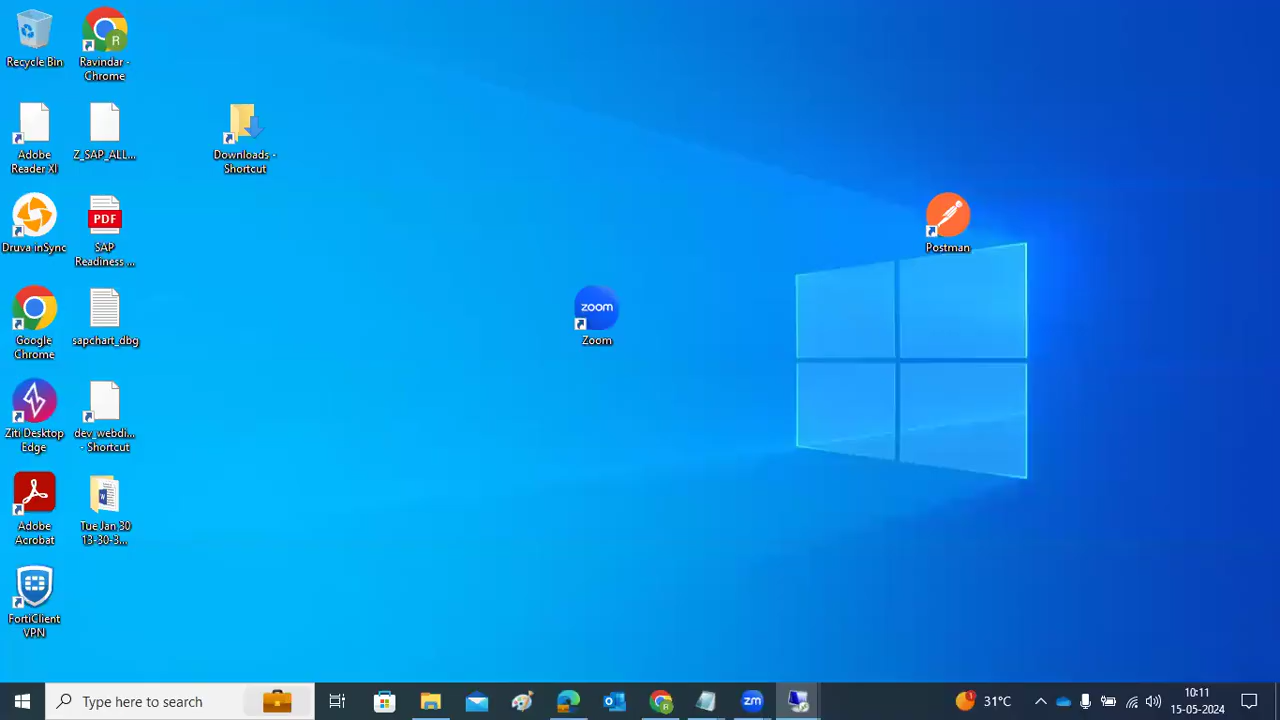 Recycle Bin
Ravindar -
Chrome
Adobe
Reader XI
Z_SAP_ALL...
Downloads -
Shortcut
Druva inSync
PDF
SAP
Readiness ...
Postman
Google
Chrome
sapchart_dbg
zoom
Zoom
Ziti Desktop
Edge
dev_webdi...
- Shortcut
Adobe
Acrobat
Tue Jan 30
13-30-3...
FortiClient
VPN
Type here to search
zm
1
31°C
10:11
15-05-2024